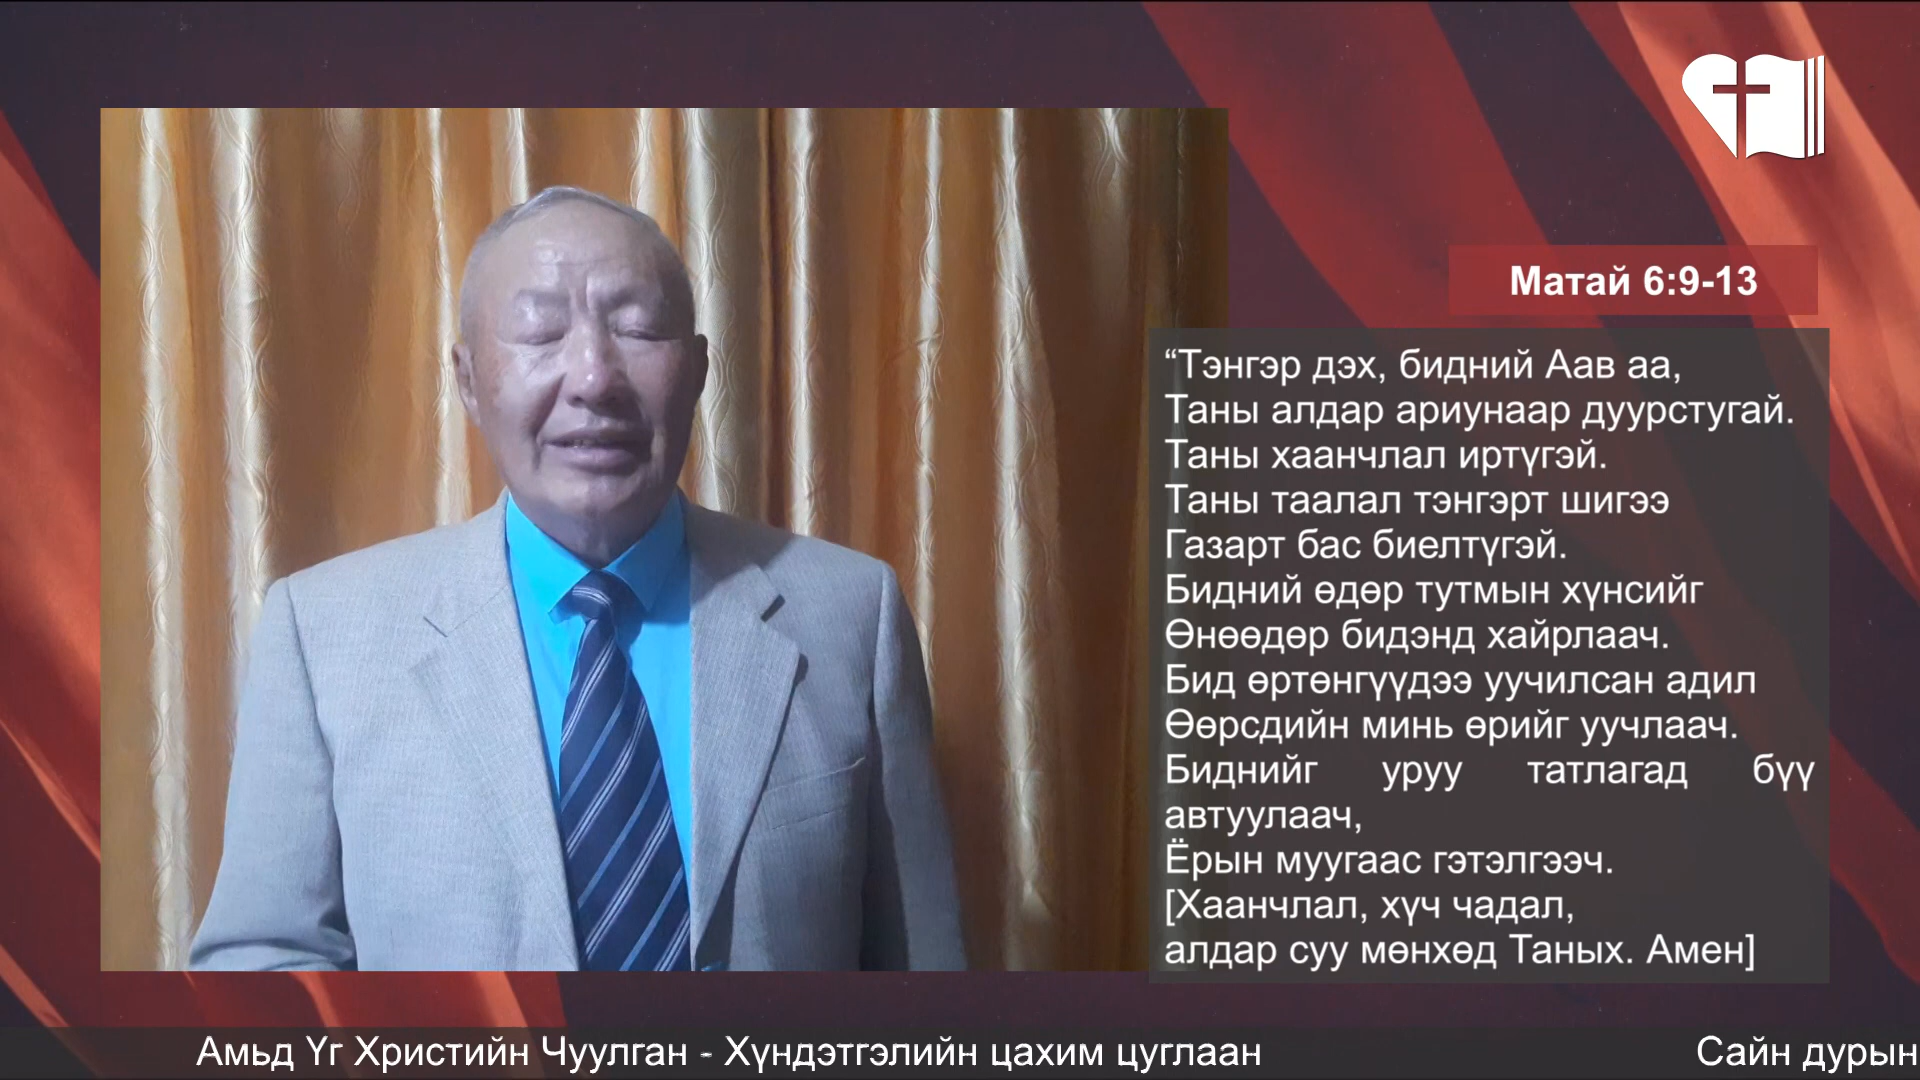 Матай 6:9-13
“Тэнгэр дэх, бидний Аав аа,
Таны алдар ариунаар дуурстугай.
Таны хаанчлал иртүгэй.
Таны таалал тэнгэрт шигээ
Газарт бас биелтүгэй.
Бидний өдөр тутмын хүнсийг
Өнөөдөр бидэнд хайрлаач.
Бид өртөнгүүдээ уучилсан адил
Өөрсдийн минь өрийг уучлаач.
Биднийг уруу татлагад бүү
автуулаач,
Ёрын муугаас гэтэлгээч.
[Хаанчлал, хүч чадал,
алдар суу мөнхөд Таных. Амен]
Амьд Үг Христийн Чуулган - Хүндэтгэлийн цахим цуглаан
Сайн дурын